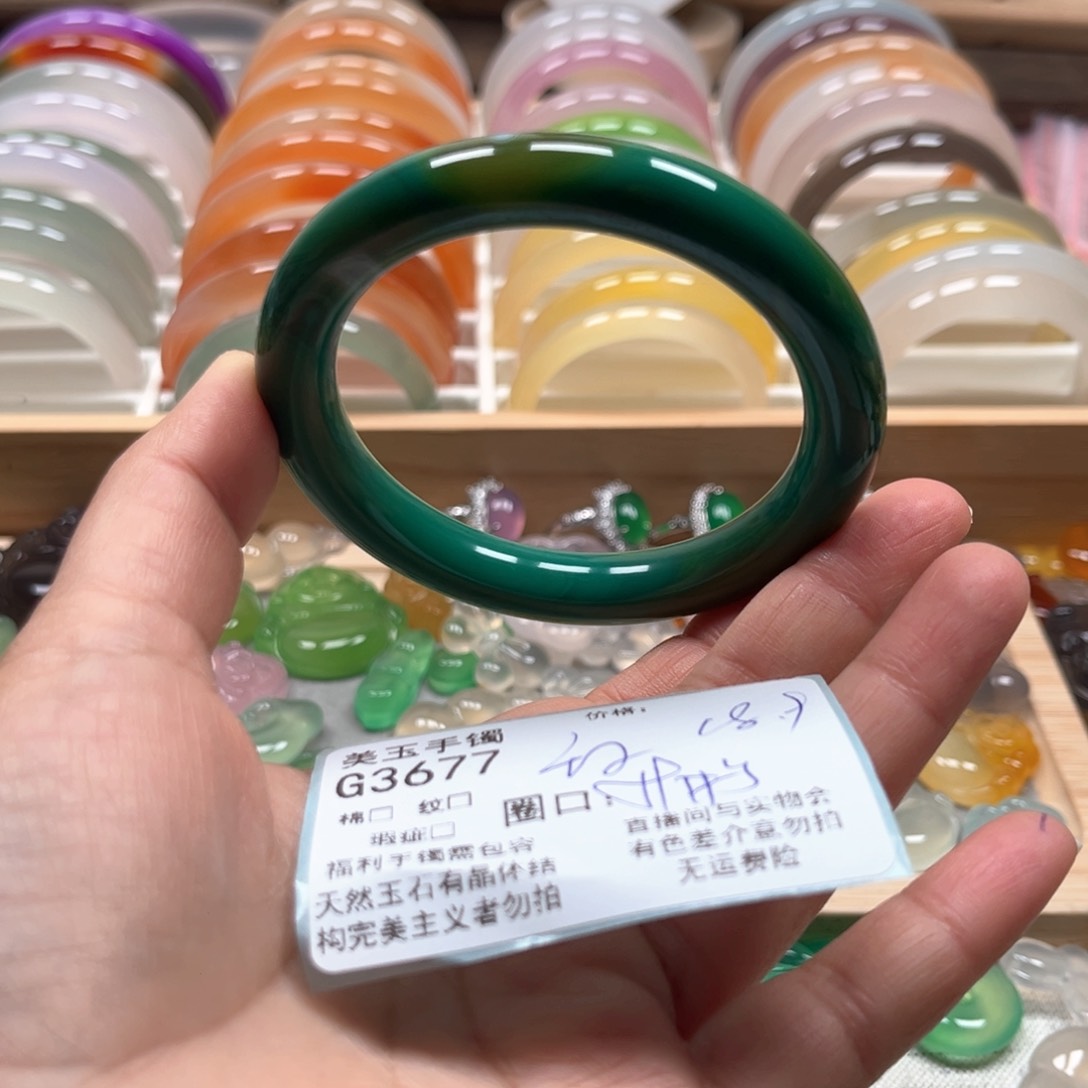 价格：
美玉手镯
G3677
棉□ 纹□ 圈口：
瑕症□
福利手镯需包容
天然玉石有晶体结
构完美主义者勿拍
直播间与实物会
有色差介意勿拍
无运费险